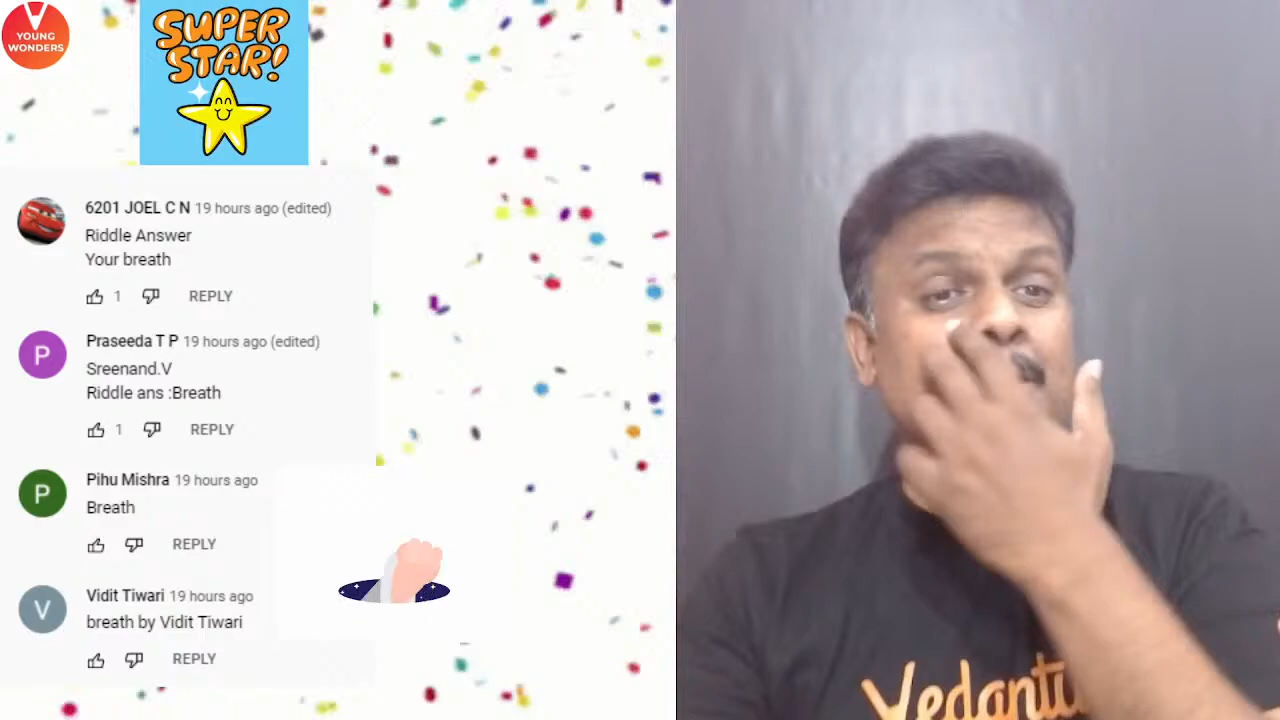 YOUNG
WONDERS
SUPER
STAR!
6201 JOEL C N 19 hours ago (edited)
Riddle Answer
Your breath
1 REPLY
P
Praseeda T P 19 hours ago (edited)
Sreenand.V
Riddle ans :Breath
1 REPLY
P
Pihu Mishra 19 hours ago
Breath
REPLY
V
Vidit Tiwari 19 hours ago
breath by Vidit Tiwari
REPLY